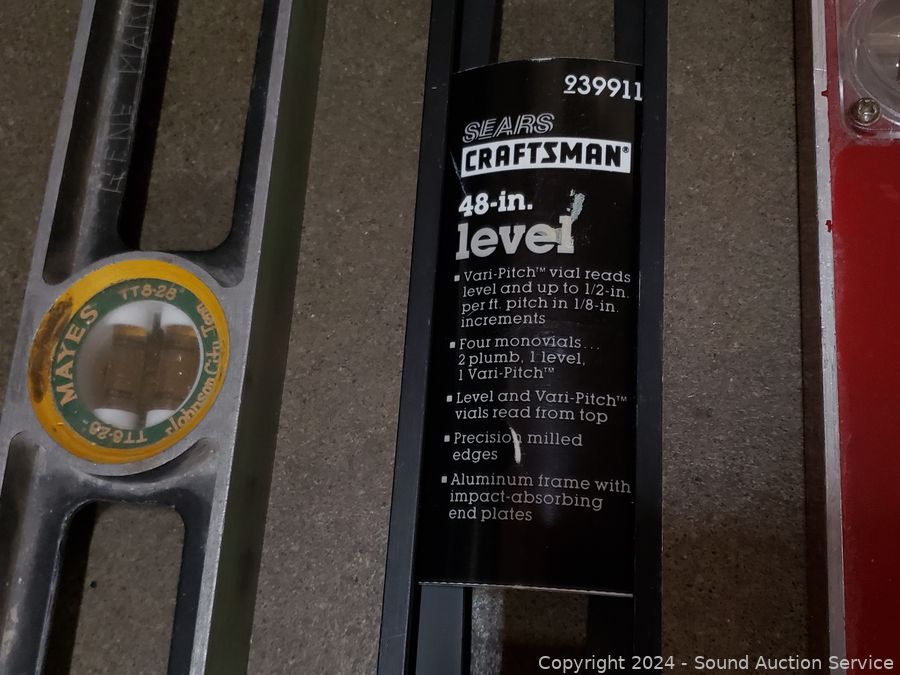 MAYES
TT8-28"
Johnson City, Tenn
TT8-28"
939911
SEARS
CRAFTSMAN®
48-in.
level
▪ Vari-Pitch™ vial reads
level and up to 1/2-in.
per ft. pitch in 1/8-in.
increments
▪ Four monovials...
2 plumb, 1 level,
1 Vari-Pitch™
▪ Level and Vari-Pitch™
vials read from top
▪ Precision milled
edges
▪ Aluminum frame with
impact-absorbing
end plates
Copyright 2024 - Sound Auction Service